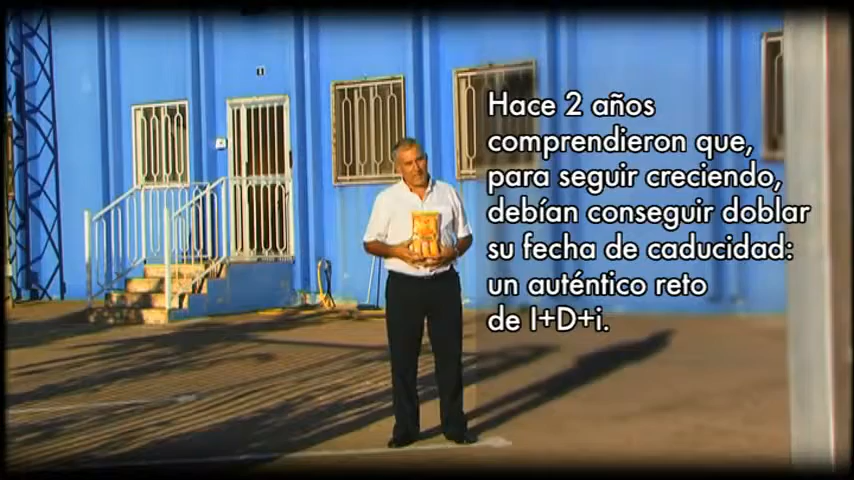 Hace 2 años
comprendieron que,
para seguir creciendo,
debían conseguir doblar
su fecha de caducidad:
un auténtico reto
de I+D+i.